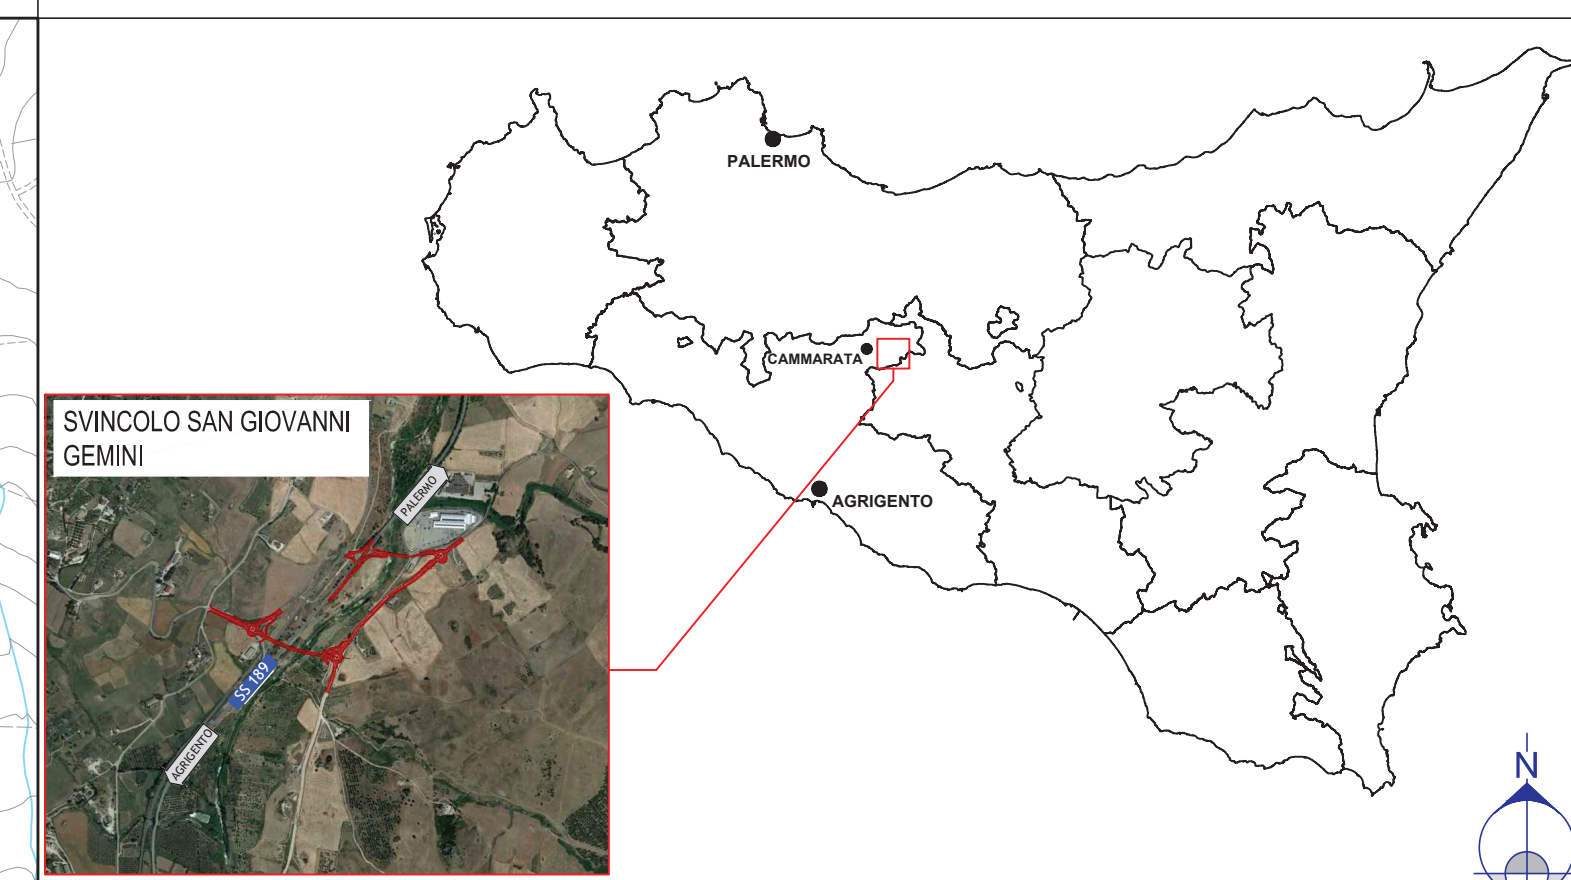 PALERMO
CAMMARATA
SVINCOLO SAN GIOVANNI
GEMINI
PALERMO
AGRIGENTO
SS 189
AGRIGENTO
N